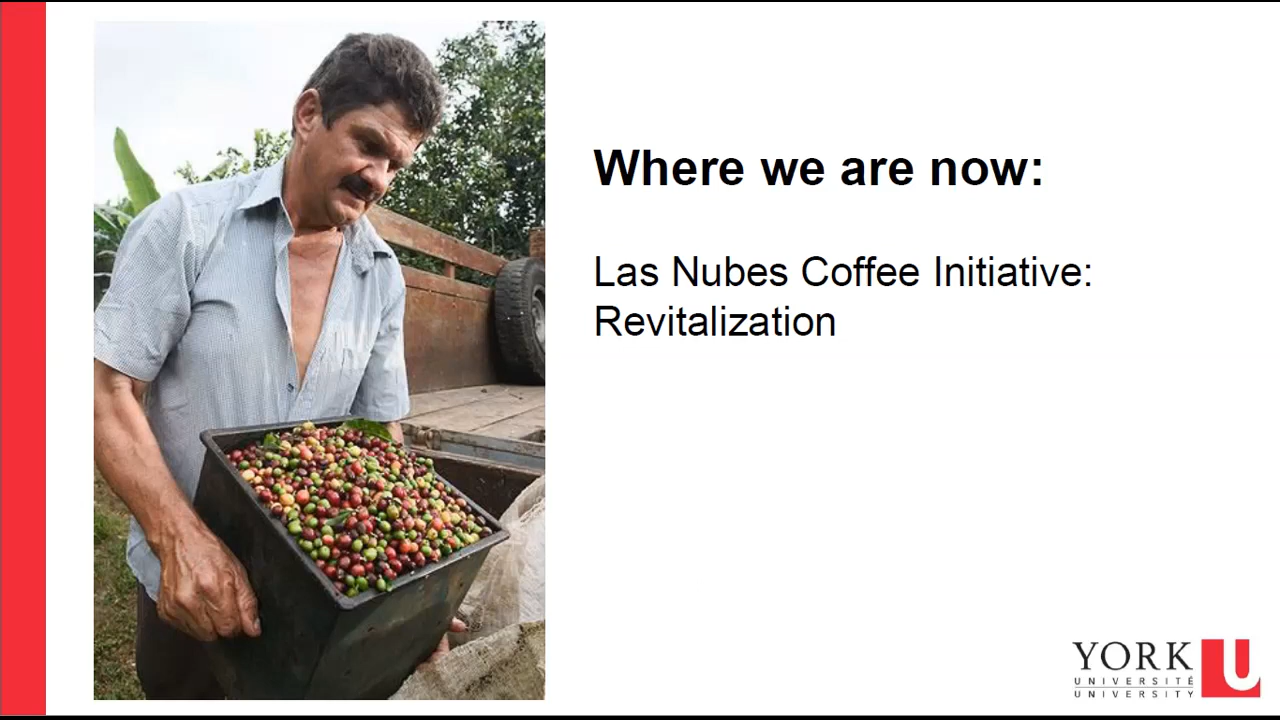 Where we are now:
Las Nubes Coffee Initiative:
Revitalization
YORK U
UNIVERSITÉ
UNIVERSITY